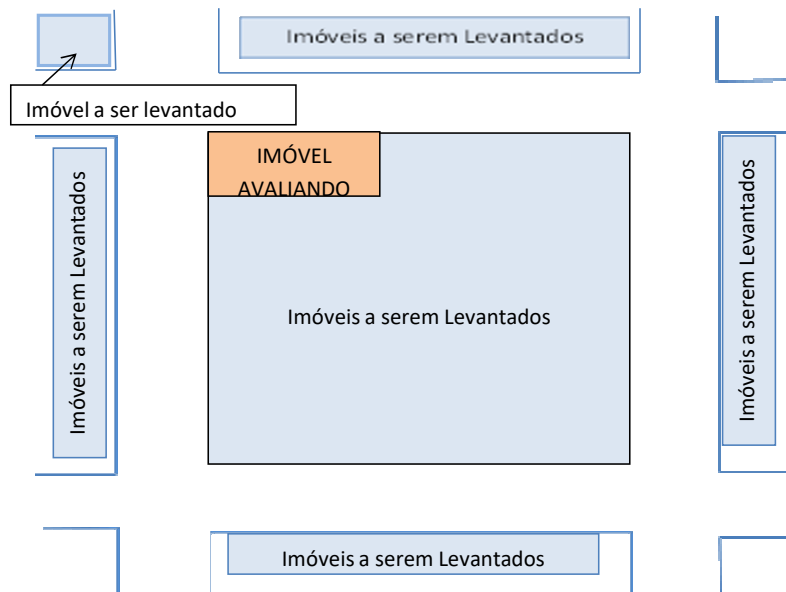 Imóveis a serem Levantados
Imóvel a ser levantado
IMÓVEL
AVALIANDO
Imóveis a serem Levantados
Imóveis a serem Levantados
Imóveis a serem Levantados
Imóveis a serem Levantados